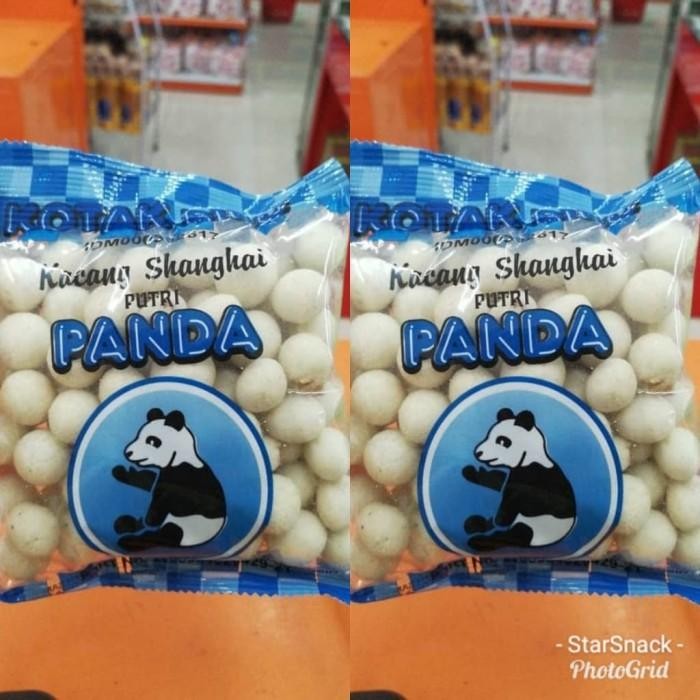 KOTAK
Kacang Shanghai
PUTRI
PANDA
KOTAK
Kacang Shanghai
PUTRI
PANDA
- StarSnack -
PhotoGrid